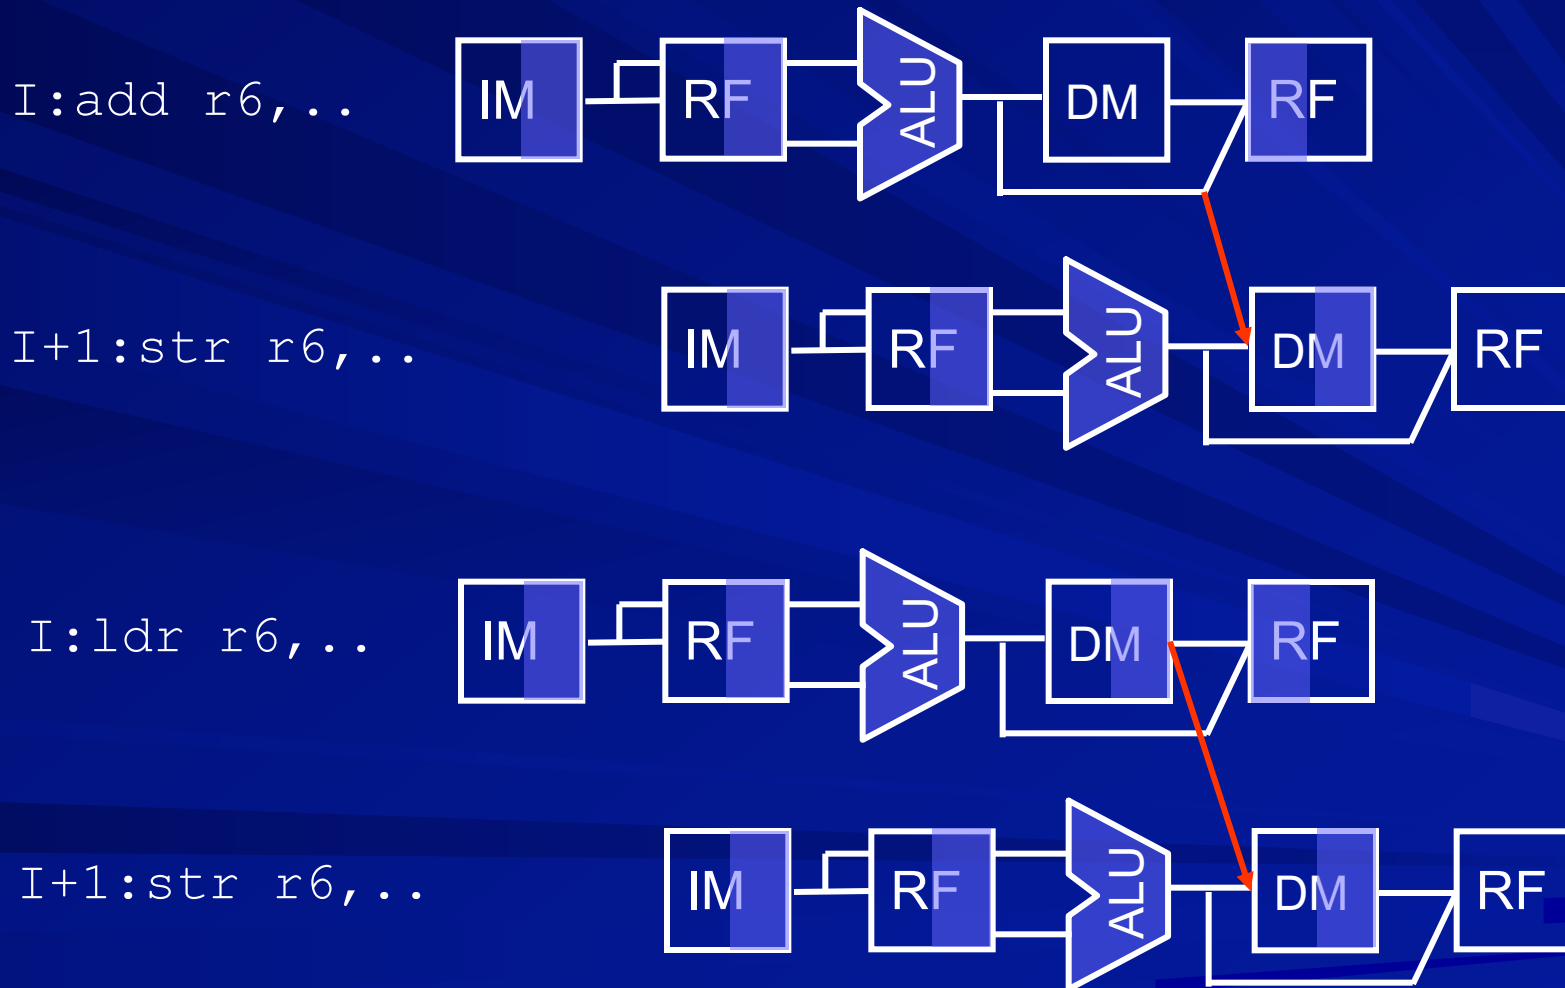 I:add r6,.. IM RF ALU DM RF
I+1:str r6,.. IM RF ALU DM RF
I:ldr r6,.. IM RF ALU DM RF
I+1:str r6,.. IM RF ALU DM RF